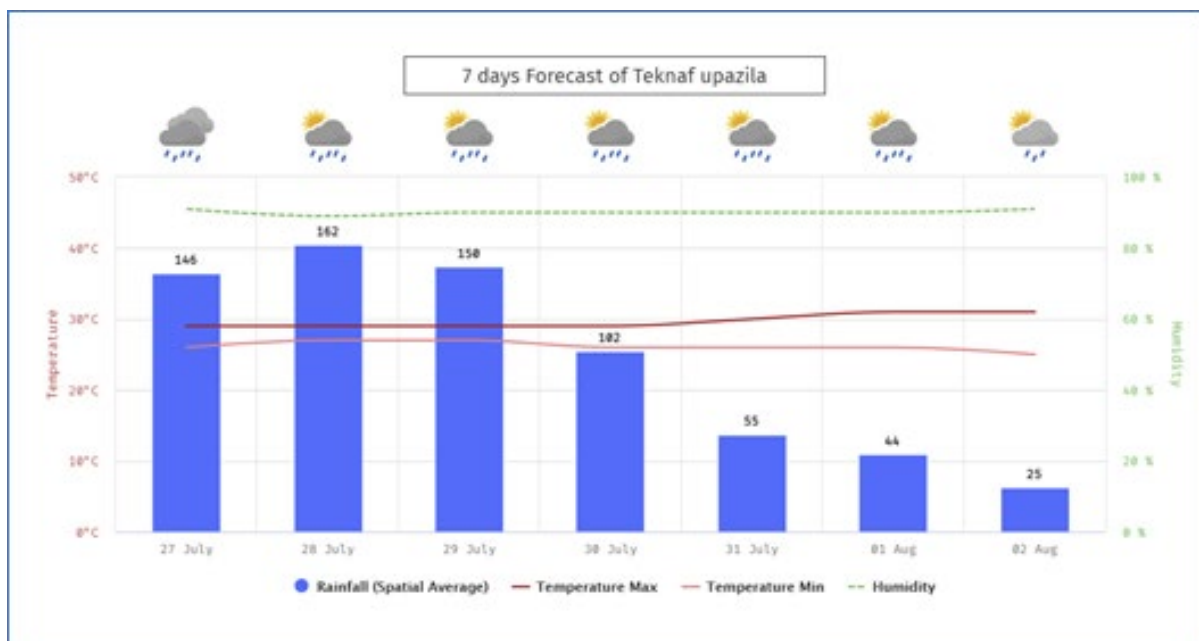 7 days Forecast of Teknaf upazila
50°C
100 %
162
146
150
40°C
80 %
30°C
60 %
102
Temperature
Humidity
20°C
40 %
55
44
25
10°C
20 %
0°C
0 %
27 July
28 July
29 July
30 July
31 July
01 Aug
02 Aug
Rainfall (Spatial Average)
Temperature Max
Temperature Min
Humidity